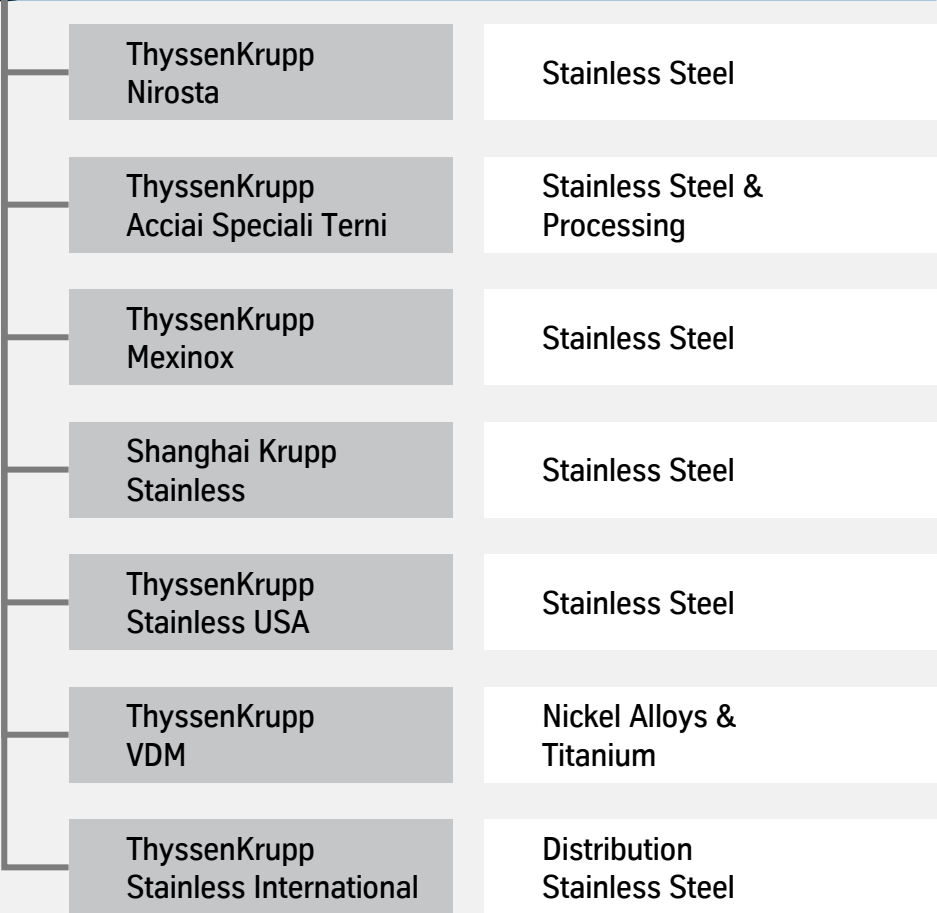 ThyssenKrupp
Nirosta
Stainless Steel
ThyssenKrupp
Acciai Speciali Terni
Stainless Steel &
Processing
ThyssenKrupp
Mexinox
Stainless Steel
Shanghai Krupp
Stainless
Stainless Steel
ThyssenKrupp
Stainless USA
Stainless Steel
ThyssenKrupp
VDM
Nickel Alloys &
Titanium
ThyssenKrupp
Stainless International
Distribution
Stainless Steel